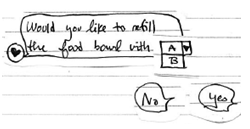 Would you like to refill
the food bowl with.
A
B
No
Yes